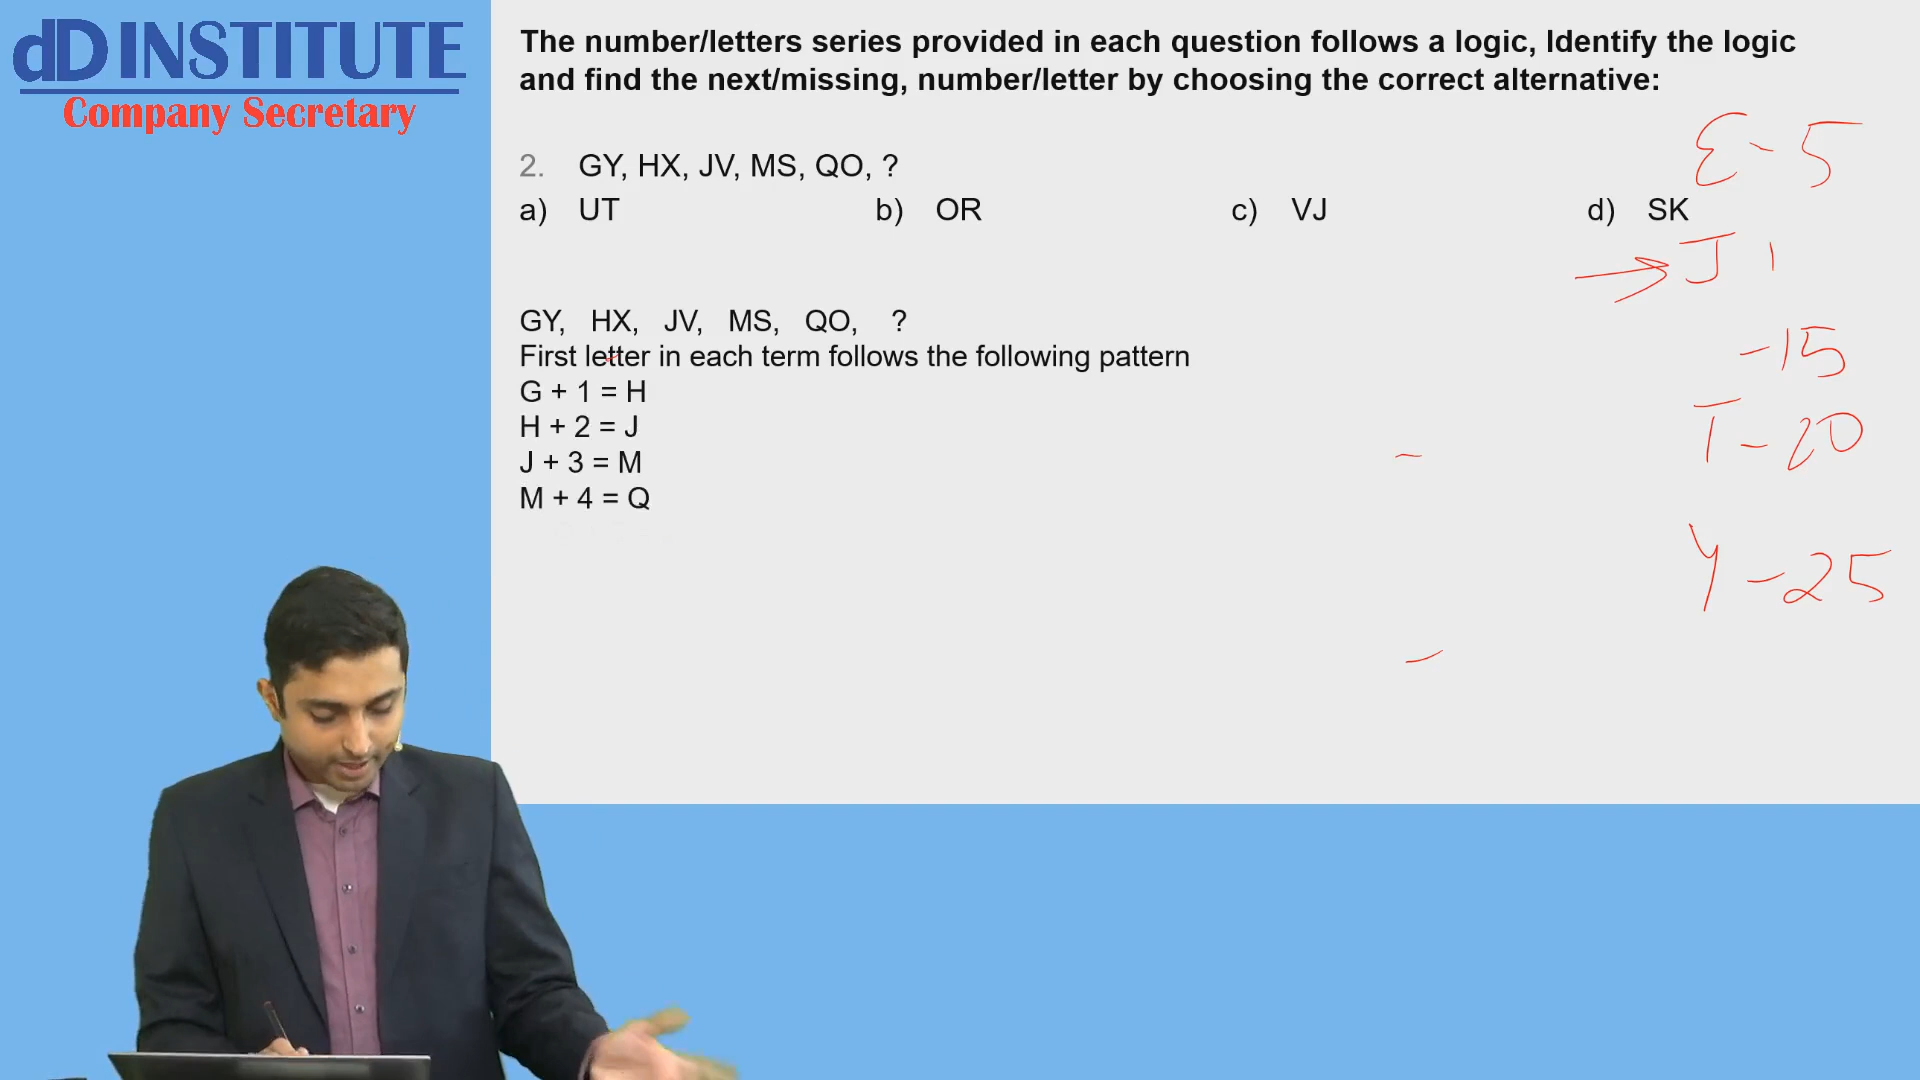 dD INSTITUTE
Company Secretary
The number/letters series provided in each question follows a logic, Identify the logic
and find the next/missing, number/letter by choosing the correct alternative:
2. GY, HX, JV, MS, QO, ?
a) UT b) OR c) VJ d) SK
GY, HX, JV, MS, QO, ?
First letter in each term follows the following pattern
G + 1 = H
H + 2 = J
J + 3 = M
M + 4 = Q
E - 5
J 1
- 15
T - 20
Y - 25